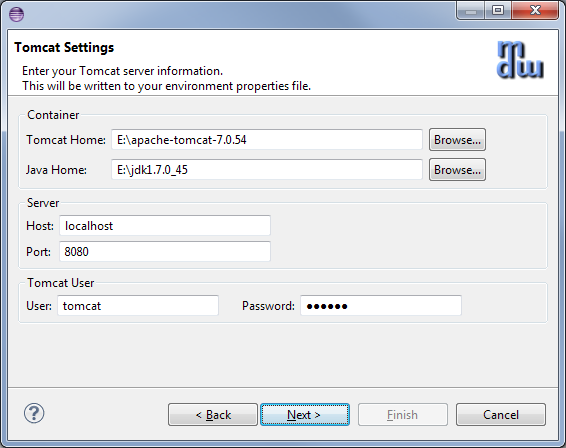 Tomcat Settings
Enter your Tomcat server information.
This will be written to your environment properties file.
mdw
Container
Tomcat Home: E:\apache-tomcat-7.0.54 Browse...
Java Home: E:\jdk1.7.0_45 Browse...
Server
Host: localhost
Port: 8080
Tomcat User
User: tomcat Password: ●●●●●●
? < Back Next > Finish Cancel